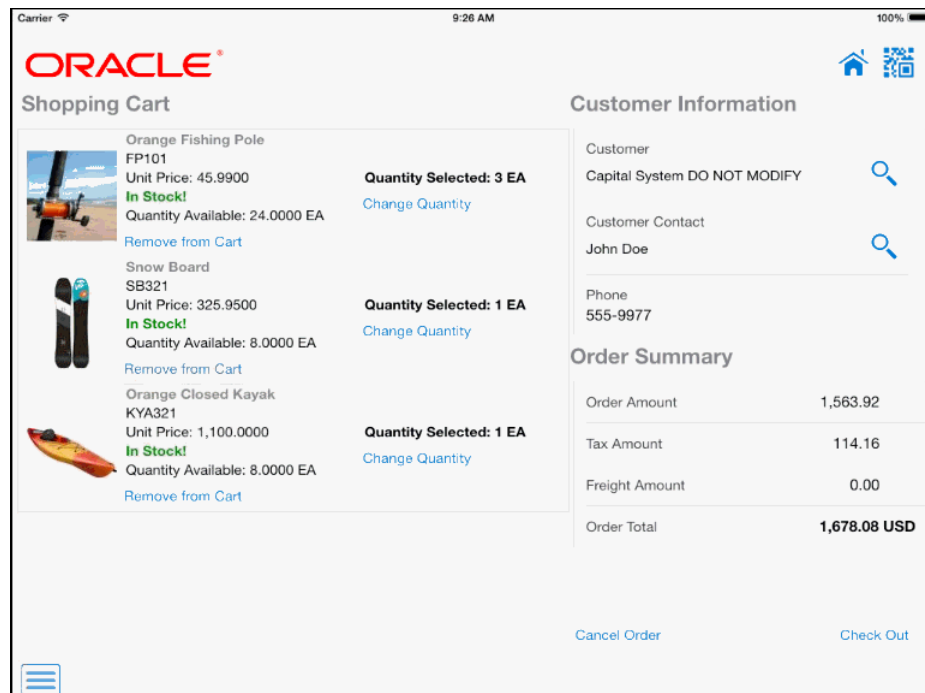 Carrier 9:26 AM 100%
ORACLE®
Shopping Cart
Orange Fishing Pole
FP101
Unit Price: 45.9900
Quantity Selected: 3 EA
In Stock!
Change Quantity
Quantity Available: 24.0000 EA
Remove from Cart
Snow Board
SB321
Unit Price: 325.9500
Quantity Selected: 1 EA
In Stock!
Change Quantity
Quantity Available: 8.0000 EA
Remove from Cart
Orange Closed Kayak
KYA321
Unit Price: 1,100.0000
Quantity Selected: 1 EA
In Stock!
Change Quantity
Quantity Available: 8.0000 EA
Remove from Cart
Customer Information
Customer
Capital System DO NOT MODIFY
Customer Contact
John Doe
Phone
555-9977
Order Summary
Order Amount 1,563.92
Tax Amount 114.16
Freight Amount 0.00
Order Total 1,678.08 USD
Cancel Order Check Out